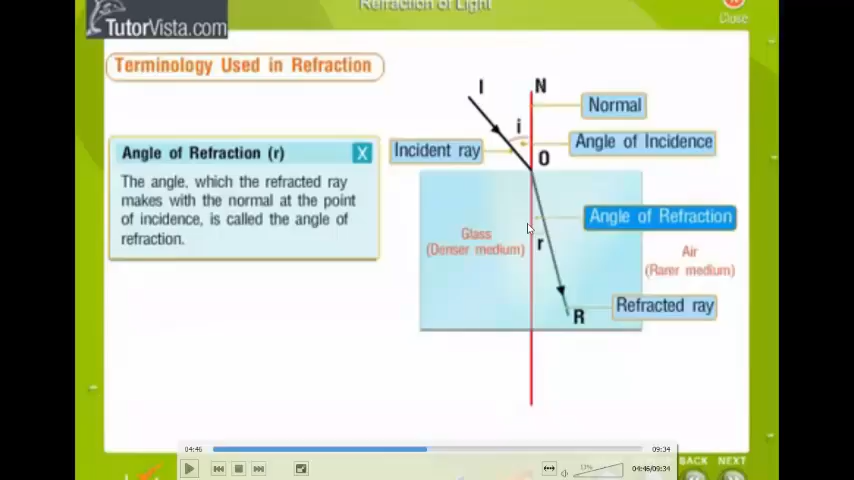 Refraction of Light
Close
TutorVista.com
Terminology Used in Refraction
I
N
Normal
i
Angle of Incidence
Incident ray
O
Angle of Refraction (r)
X
The angle, which the refracted ray
makes with the normal at the point
of incidence, is called the angle of
refraction.
Angle of Refraction
Glass
(Denser medium)
r
Air
(Rarer medium)
Refracted ray
R
04:46
09:34
04:46/09:34
BACK
NEXT